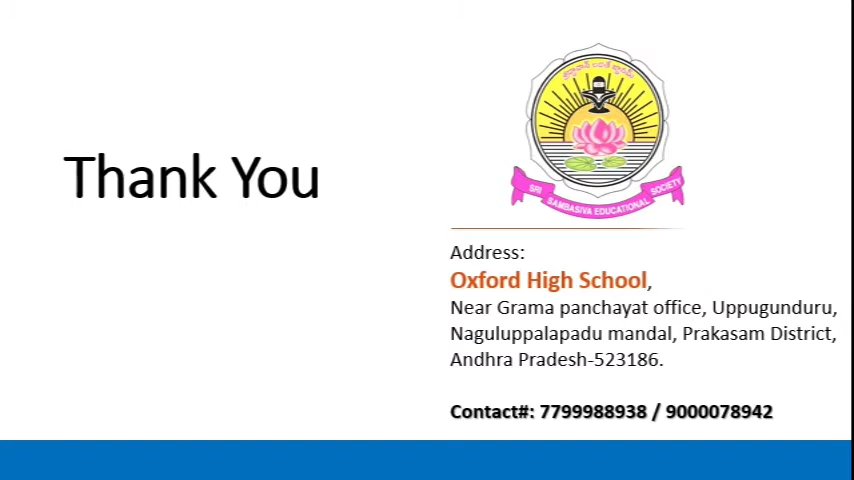 Thank You
SRI SAMBASIVA EDUCATIONAL SOCIETY
Address:
Oxford High School,
Near Grama panchayat office, Uppugunduru,
Naguluppalapadu mandal, Prakasam District,
Andhra Pradesh-523186.
Contact#: 7799988938 / 9000078942